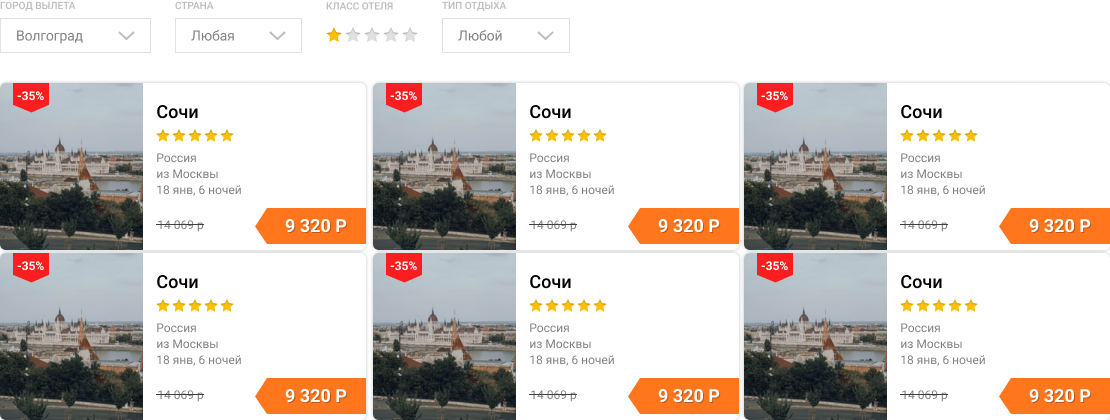 ГОРОД ВЫЛЕТА СТРАНА КЛАСС ОТЕЛЯ ТИП ОТДЫХА
Волгоград Любая Любой
-35% -35% -35%
Сочи Сочи Сочи
Россия Россия Россия
из Москвы из Москвы из Москвы
18 янв, 6 ночей 18 янв, 6 ночей 18 янв, 6 ночей
14 069 р 9 320 Р 14 069 р 9 320 Р 14 069 р 9 320 Р
-35% -35% -35%
Сочи Сочи Сочи
Россия Россия Россия
из Москвы из Москвы из Москвы
18 янв, 6 ночей 18 янв, 6 ночей 18 янв, 6 ночей
14 069 р 9 320 Р 14 069 р 9 320 Р 14 069 р 9 320 Р